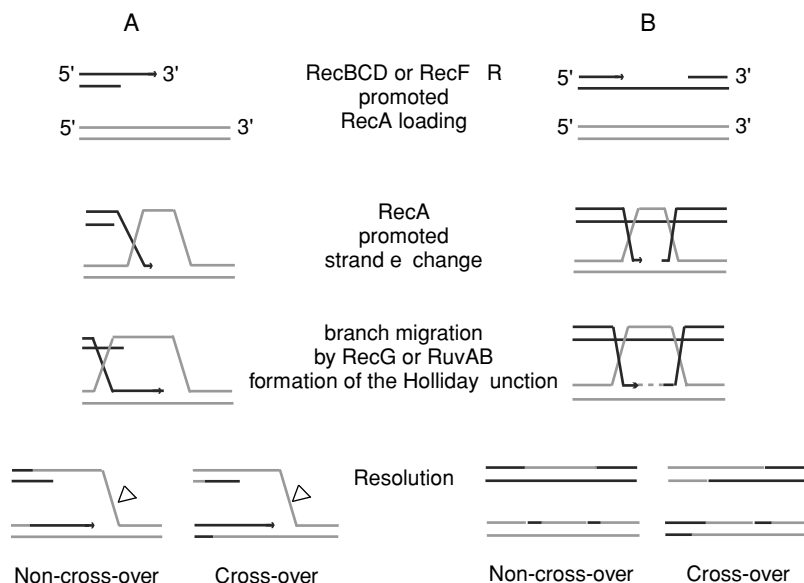 A
B
5' 3'
RecBCD or RecF R
promoted
RecA loading
3'
5' 3'
5' 3'
RecA
promoted
strand e change
branch migration
by RecG or RuvAB
formation of the Holliday unction
Resolution
Non-cross-over
Cross-over
Non-cross-over
Cross-over